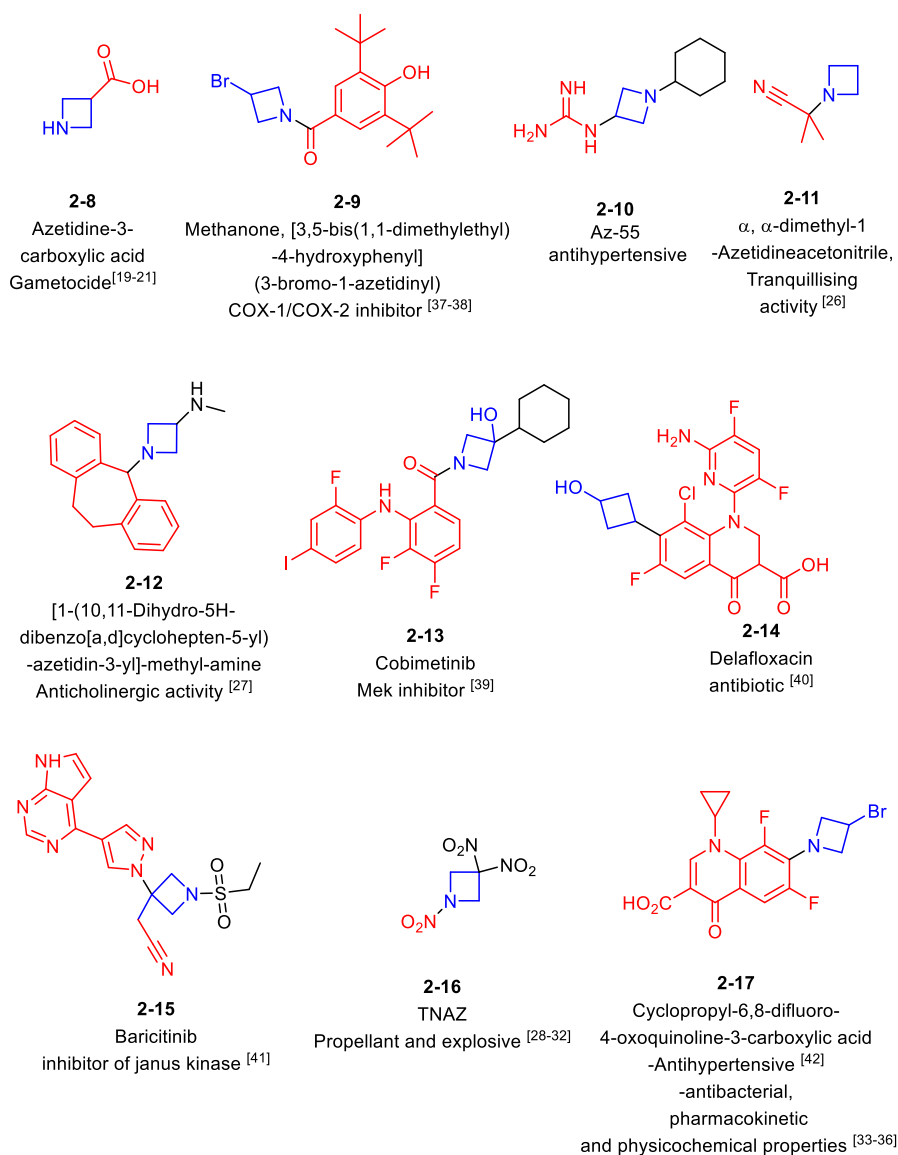 O
OH
HN
2-8
Azetidine-3-
carboxylic acid
Gametocide[19-21]
Br
N
O
OH
2-9
Methanone, [3,5-bis(1,1-dimethylethyl)
-4-hydroxyphenyl]
(3-bromo-1-azetidinyl)
COX-1/COX-2 inhibitor [37-38]
NH
H2N
N
H
N
2-10
Az-55
antihypertensive
N
N
2-11
α, α-dimethyl-1
-Azetidineacetonitrile,
Tranquillising
activity [26]
H
N
N
2-12
[1-(10,11-Dihydro-5H-
dibenzo[a,d]cyclohepten-5-yl)
-azetidin-3-yl]-methyl-amine
Anticholinergic activity [27]
HO
N
O
F
H
N
I
F
F
2-13
Cobimetinib
Mek inhibitor [39]
F
H2N
N
F
HO
Cl
N
F
O
O
OH
2-14
Delafloxacin
antibiotic [40]
NH
N
N
N
N
N
O
S
O
N
2-15
Baricitinib
inhibitor of janus kinase [41]
O2N
NO2
N
O2N
2-16
TNAZ
Propellant and explosive [28-32]
Br
F
N
N
HO2C
O
F
2-17
Cyclopropyl-6,8-difluoro-
4-oxoquinoline-3-carboxylic acid
-Antihypertensive [42]
-antibacterial,
pharmacokinetic
and physicochemical properties [33-36]